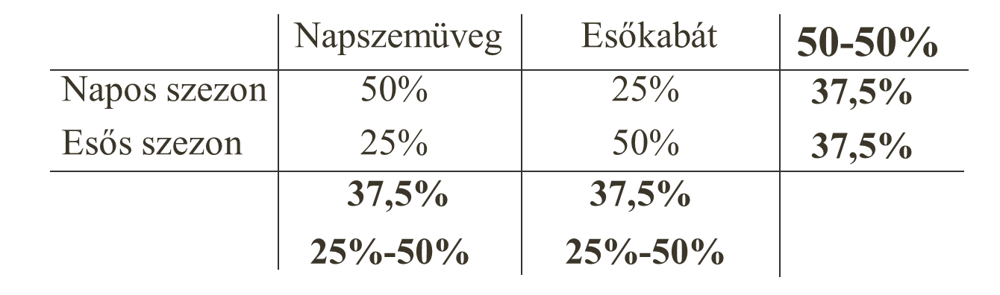 Napszemüveg Esőkabát 50-50%
Napos szezon 50% 25% 37,5%
Esős szezon 25% 50% 37,5%
37,5% 37,5%
25%-50% 25%-50%